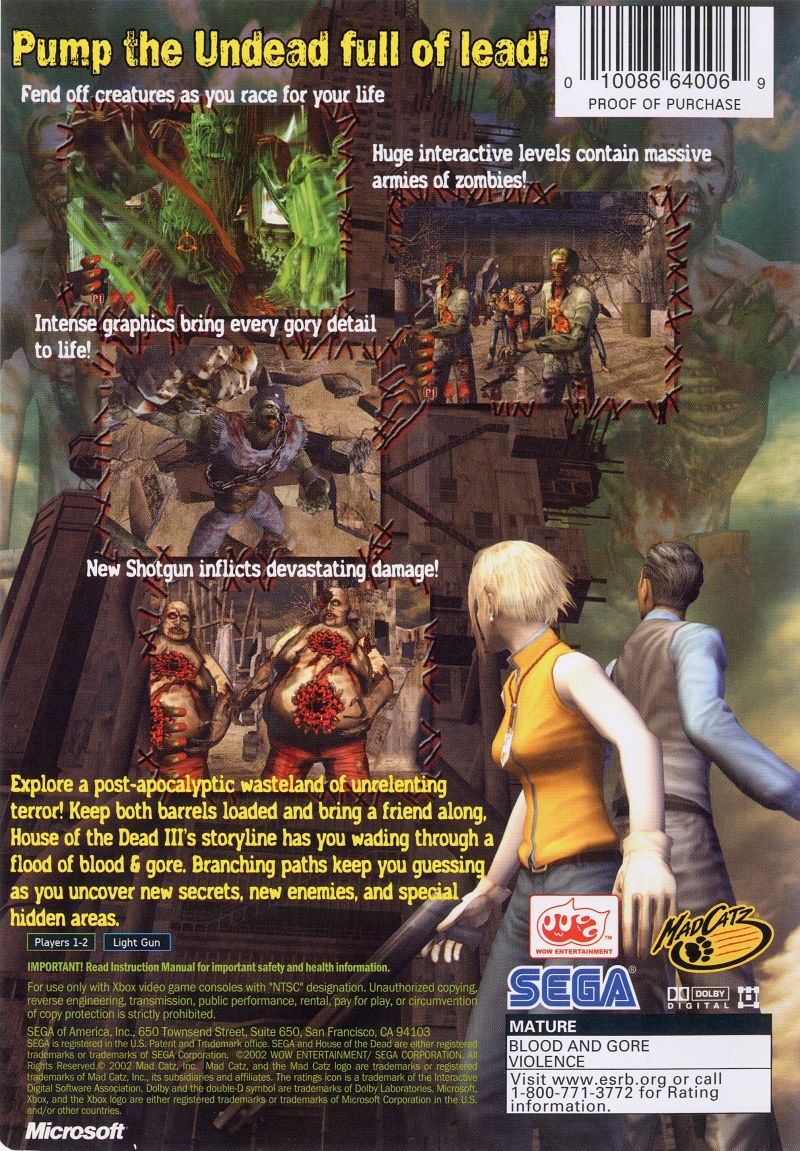 Pump the Undead full of lead!
0 10086 64006 9
PROOF OF PURCHASE
Fend off creatures as you race for your life
Huge interactive levels contain massive
armies of zombies!
P1
P1
Intense graphics bring every gory detail
to life!
New Shotgun inflicts devastating damage!
Explore a post-apocalyptic wasteland of unrelenting
terror! Keep both barrels loaded and bring a friend along,
House of the Dead III's storyline has you wading through a
flood of blood & gore. Branching paths keep you guessing
as you uncover new secrets, new enemies, and special
hidden areas.
Players 1-2
Light Gun
IMPORTANT! Read Instruction Manual for important safety and health information.
For use only with Xbox video game consoles with "NTSC" designation. Unauthorized copying,
reverse engineering, transmission, public performance, rental, pay for play, or circumvention
of copy protection is strictly prohibited.
SEGA of America, Inc., 650 Townsend Street, Suite 650, San Francisco, CA 94103
SEGA is registered in the U.S. Patent and Trademark office. SEGA and House of the Dead are either registered
trademarks or trademarks of SEGA Corporation. ©2002 WOW ENTERTAINMENT/ SEGA CORPORATION. All
Rights Reserved.© 2002 Mad Catz, Inc. Mad Catz, and the Mad Catz logo are trademarks or registered
trademarks of Mad Catz, Inc., its subsidiaries and affiliates. The ratings icon is a trademark of the Interactive
Digital Software Association. Dolby and the double-D symbol are trademarks of Dolby Laboratories. Microsoft,
Xbox, and the Xbox logo are either registered trademarks or trademarks of Microsoft Corporation in the U.S.
and/or other countries.
Microsoft
WOW ENTERTAINMENT
TM
MAD CATZ
SEGA®
DOLBY
DIGITAL
MATURE
BLOOD AND GORE
VIOLENCE
Visit www.esrb.org or call
1-800-771-3772 for Rating
information.